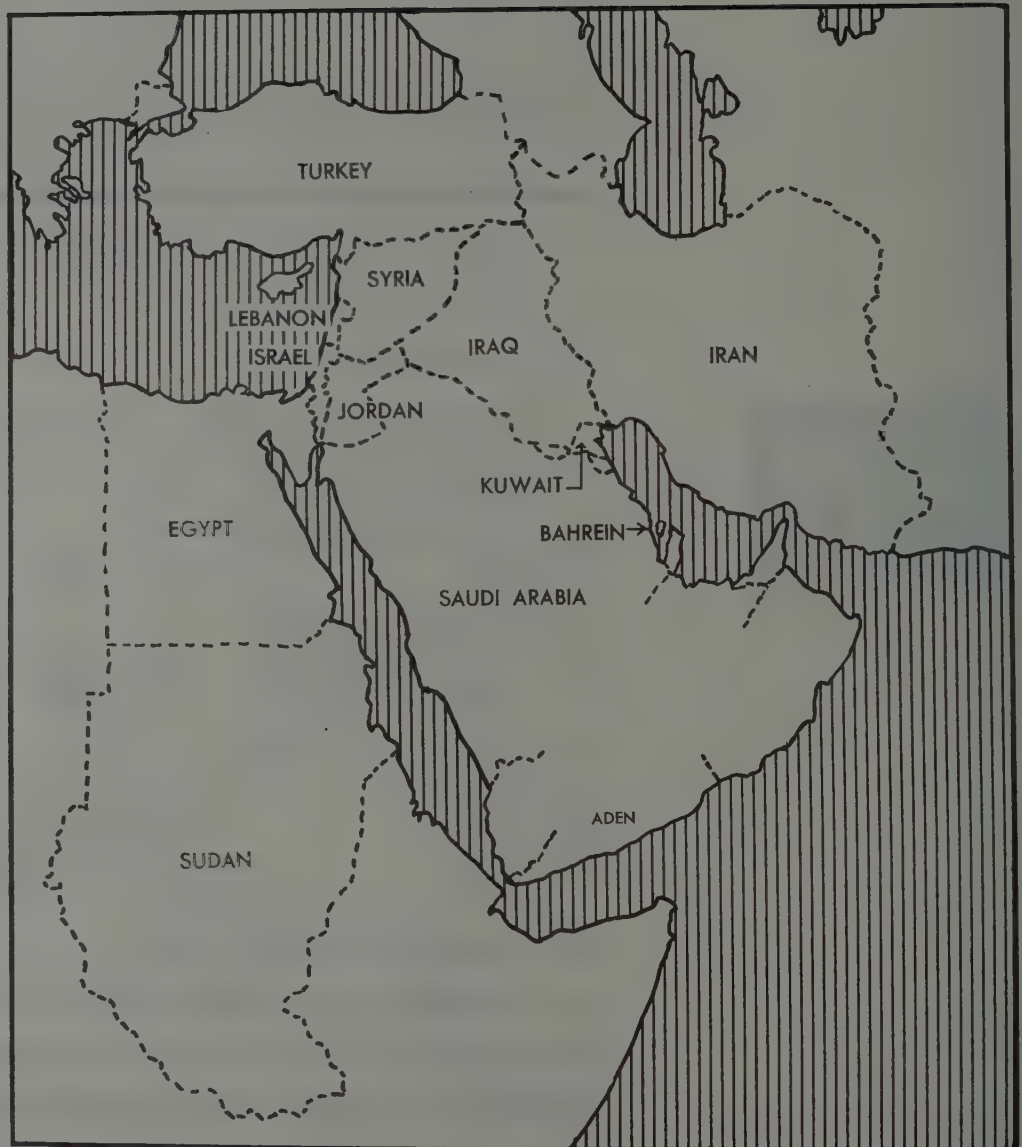 TURKEY
SYRIA
LEBANON
ISRAEL
IRAQ
IRAN
JORDAN
KUWAIT
EGYPT
BAHREIN
SAUDI ARABIA
ADEN
SUDAN